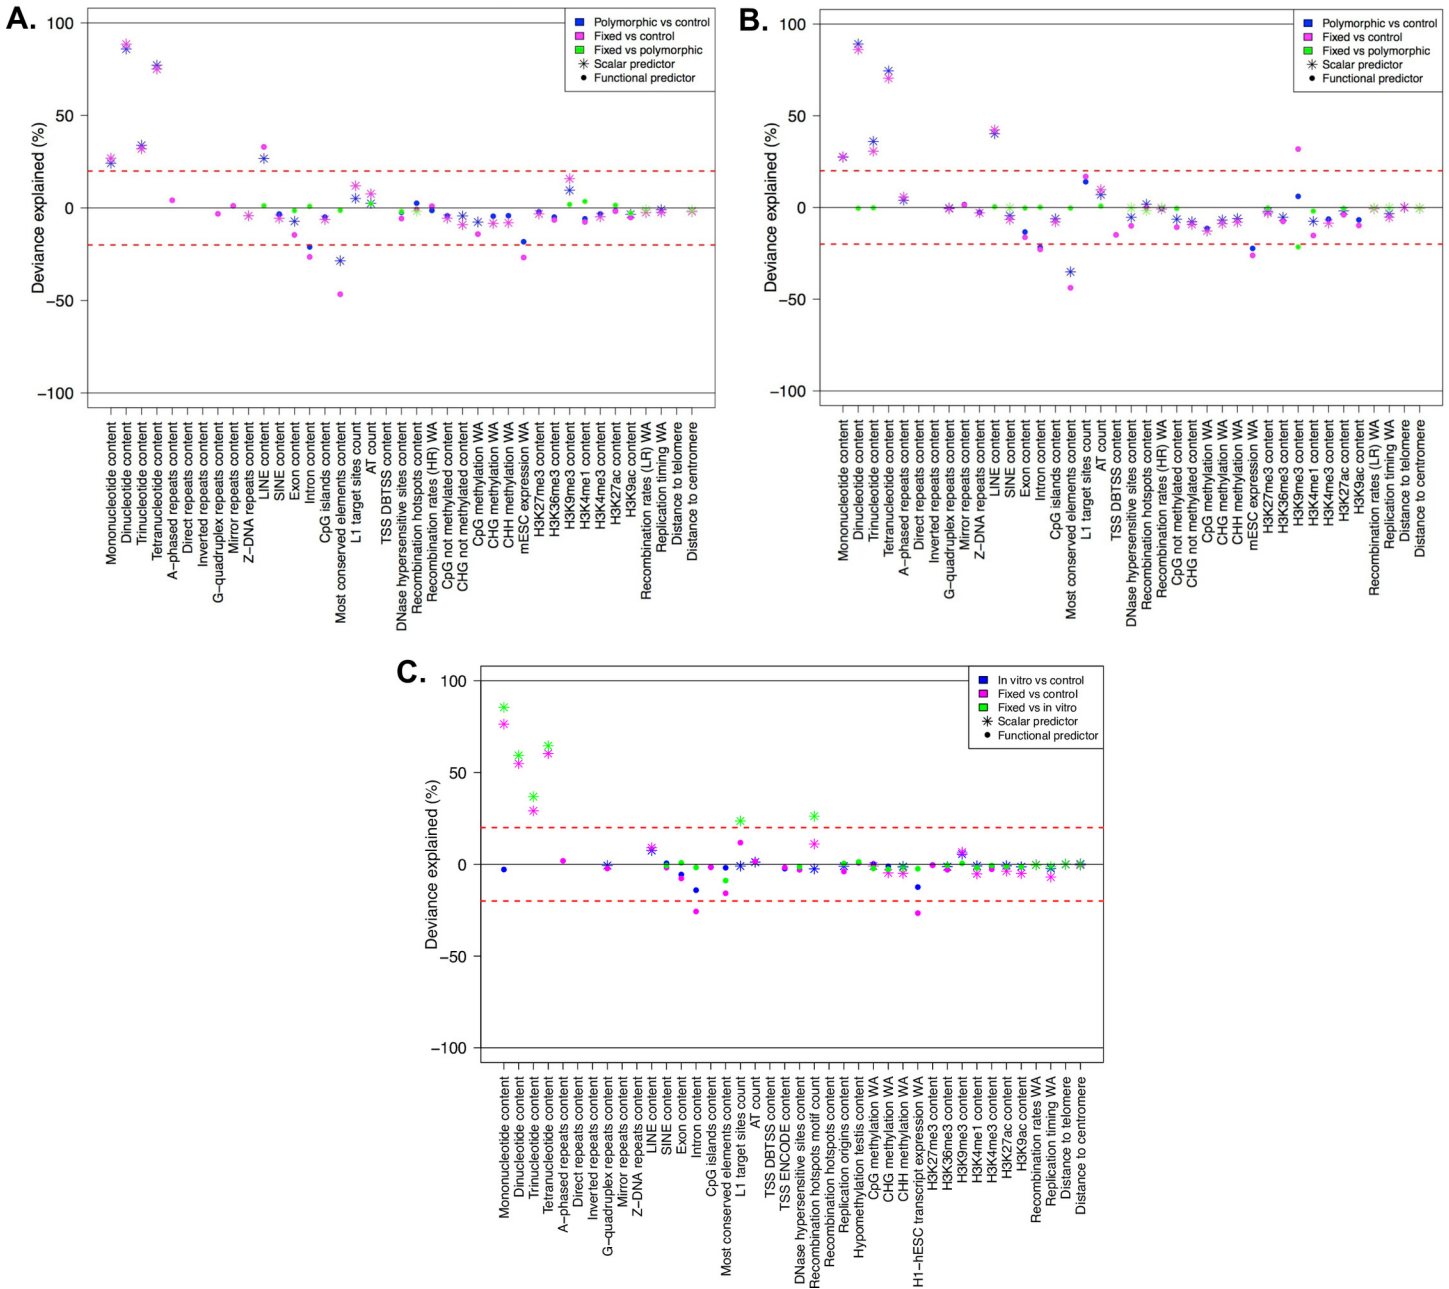 A.
Polymorphic vs control
Fixed vs control
Fixed vs polymorphic
Scalar predictor
Functional predictor
Deviance explained (%)
100
50
0
−50
−100
Mononucleotide content
Dinucleotide content
Trinucleotide content
Tetranucleotide content
A−phased repeats content
Direct repeats content
Inverted repeats content
G−quadruplex repeats content
Mirror repeats content
Z−DNA repeats content
LINE content
SINE content
Exon content
Intron content
CpG islands content
Most conserved elements content
L1 target sites count
AT count
TSS DBTSS content
DNase hypersensitive sites content
Recombination hotspots content
Recombination rates (HR) WA
CpG not methylated content
CHG not methylated content
CpG methylation WA
CHG methylation WA
CHH methylation WA
mESC expression WA
H3K27me3 content
H3K36me3 content
H3K9me3 content
H3K4me1 content
H3K4me3 content
H3K27ac content
H3K9ac content
Recombination rates (LR) WA
Replication timing WA
Distance to telomere
Distance to centromere
B.
Polymorphic vs control
Fixed vs control
Fixed vs polymorphic
Scalar predictor
Functional predictor
Deviance explained (%)
100
50
0
−50
−100
Mononucleotide content
Dinucleotide content
Trinucleotide content
Tetranucleotide content
A−phased repeats content
Direct repeats content
Inverted repeats content
G−quadruplex repeats content
Mirror repeats content
Z−DNA repeats content
LINE content
SINE content
Exon content
Intron content
CpG islands content
Most conserved elements content
L1 target sites count
AT count
TSS DBTSS content
DNase hypersensitive sites content
Recombination hotspots content
Recombination rates (HR) WA
CpG not methylated content
CHG not methylated content
CpG methylation WA
CHG methylation WA
CHH methylation WA
mESC expression WA
H3K27me3 content
H3K36me3 content
H3K9me3 content
H3K4me1 content
H3K4me3 content
H3K27ac content
H3K9ac content
Recombination rates (LR) WA
Replication timing WA
Distance to telomere
Distance to centromere
C.
In vitro vs control
Fixed vs control
Fixed vs in vitro
Scalar predictor
Functional predictor
Deviance explained (%)
100
50
0
−50
−100
Mononucleotide content
Dinucleotide content
Trinucleotide content
Tetranucleotide content
A−phased repeats content
Direct repeats content
Inverted repeats content
G−quadruplex repeats content
Mirror repeats content
Z−DNA repeats content
LINE content
SINE content
Exon content
Intron content
CpG islands content
Most conserved elements content
L1 target sites count
AT count
TSS DBTSS content
TSS ENCODE content
DNase hypersensitive sites content
Recombination hotspots motif count
Recombination hotspots content
Replication origins content
Hypomethylation testis content
CpG methylation WA
CHG methylation WA
CHH methylation WA
H1−hESC transcript expression WA
H3K27me3 content
H3K36me3 content
H3K9me3 content
H3K4me1 content
H3K4me3 content
H3K27ac content
H3K9ac content
Recombination rates WA
Replication timing WA
Distance to telomere
Distance to centromere